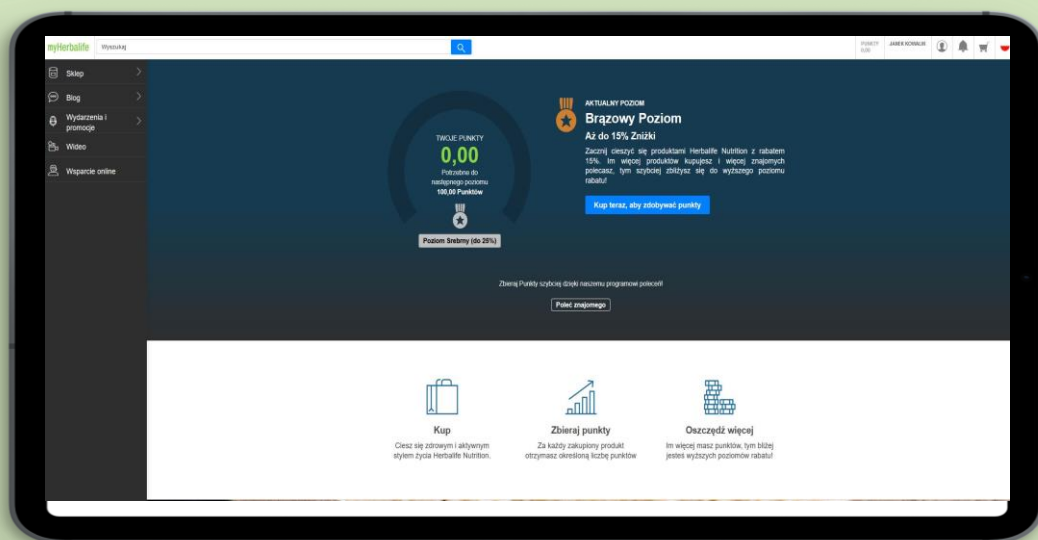 myHerbalife
Wyszukaj
PUNKTY
0,00
JAREK KOWALIK
Sklep
Blog
Wydarzenia i
promocje
Wideo
Wsparcie online
TWOJE PUNKTY
0,00
Potrzebne do
następnego poziomu
100,00 Punktów
Poziom Srebrny (do 25%)
AKTUALNY POZIOM
Brązowy Poziom
Aż do 15% Zniżki
Zacznij cieszyć się produktami Herbalife Nutrition z rabatem
15%. Im więcej produktów kupujesz i więcej znajomych
polecasz, tym szybciej zbliżysz się do wyższego poziomu
rabatu!
Kup teraz, aby zdobywać punkty
Zbieraj Punkty szybciej dzięki naszemu programowi poleceń!
Poleć znajomego
Kup
Ciesz się zdrowym i aktywnym
stylem życia Herbalife Nutrition.
Zbieraj punkty
Za każdy zakupiony produkt
otrzymasz określoną liczbę punktów
Oszczędź więcej
Im więcej masz punktów, tym bliżej
jesteś wyższych poziomów rabatu!